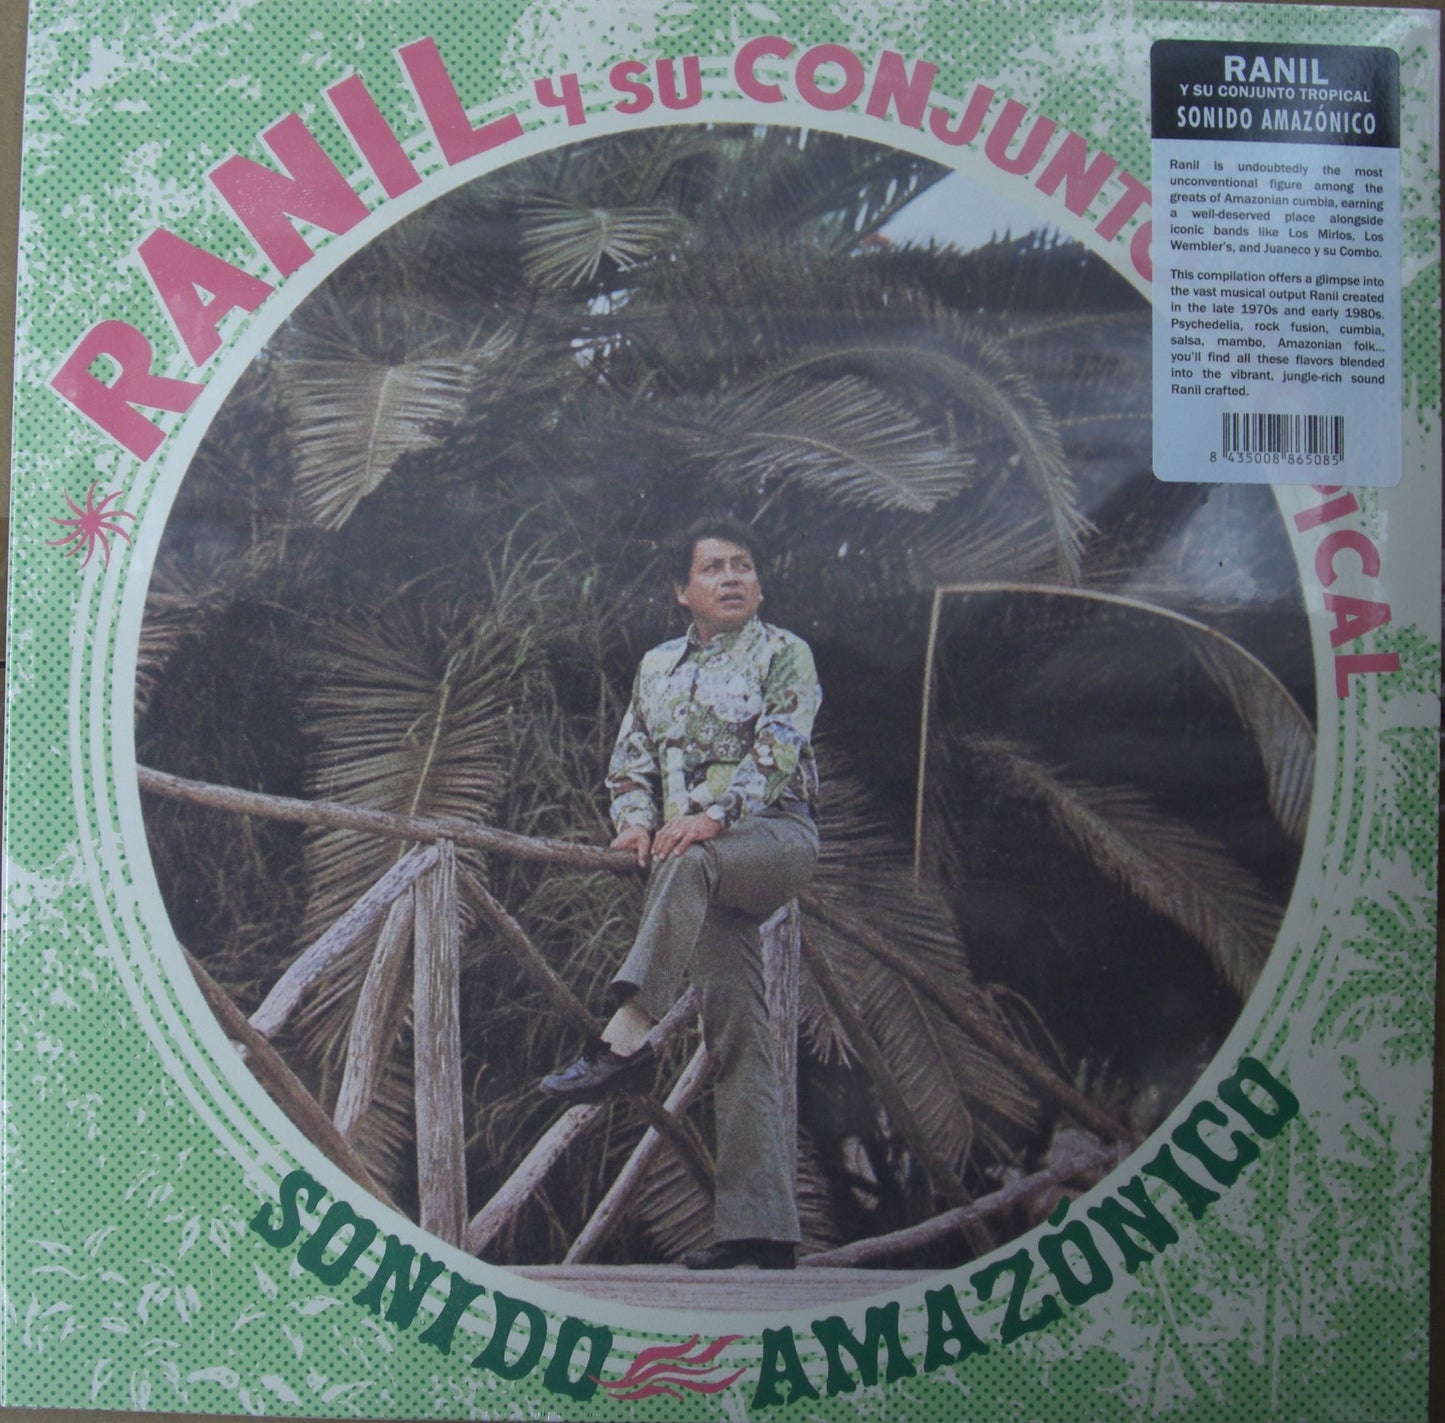 RANIL Y SU CONJUNTO
PICAL
SONIDO AMAZÓNICO
RANIL
Y SU CONJUNTO TROPICAL
SONIDO AMAZÓNICO
Ranil is undoubtedly the most
unconventional figure among the
greats of Amazonian cumbia, earning
a well-deserved place alongside
iconic bands like Los Mirlos, Los
Wembler's, and Juaneco y su Combo.
This compilation offers a glimpse into
the vast musical output Ranil created
in the late 1970s and early 1980s.
Psychedelia, rock fusion, cumbia,
salsa, mambo, Amazonian folk...
you'll find all these flavors blended
into the vibrant, jungle-rich sound
Ranil crafted.
8 435008 865085